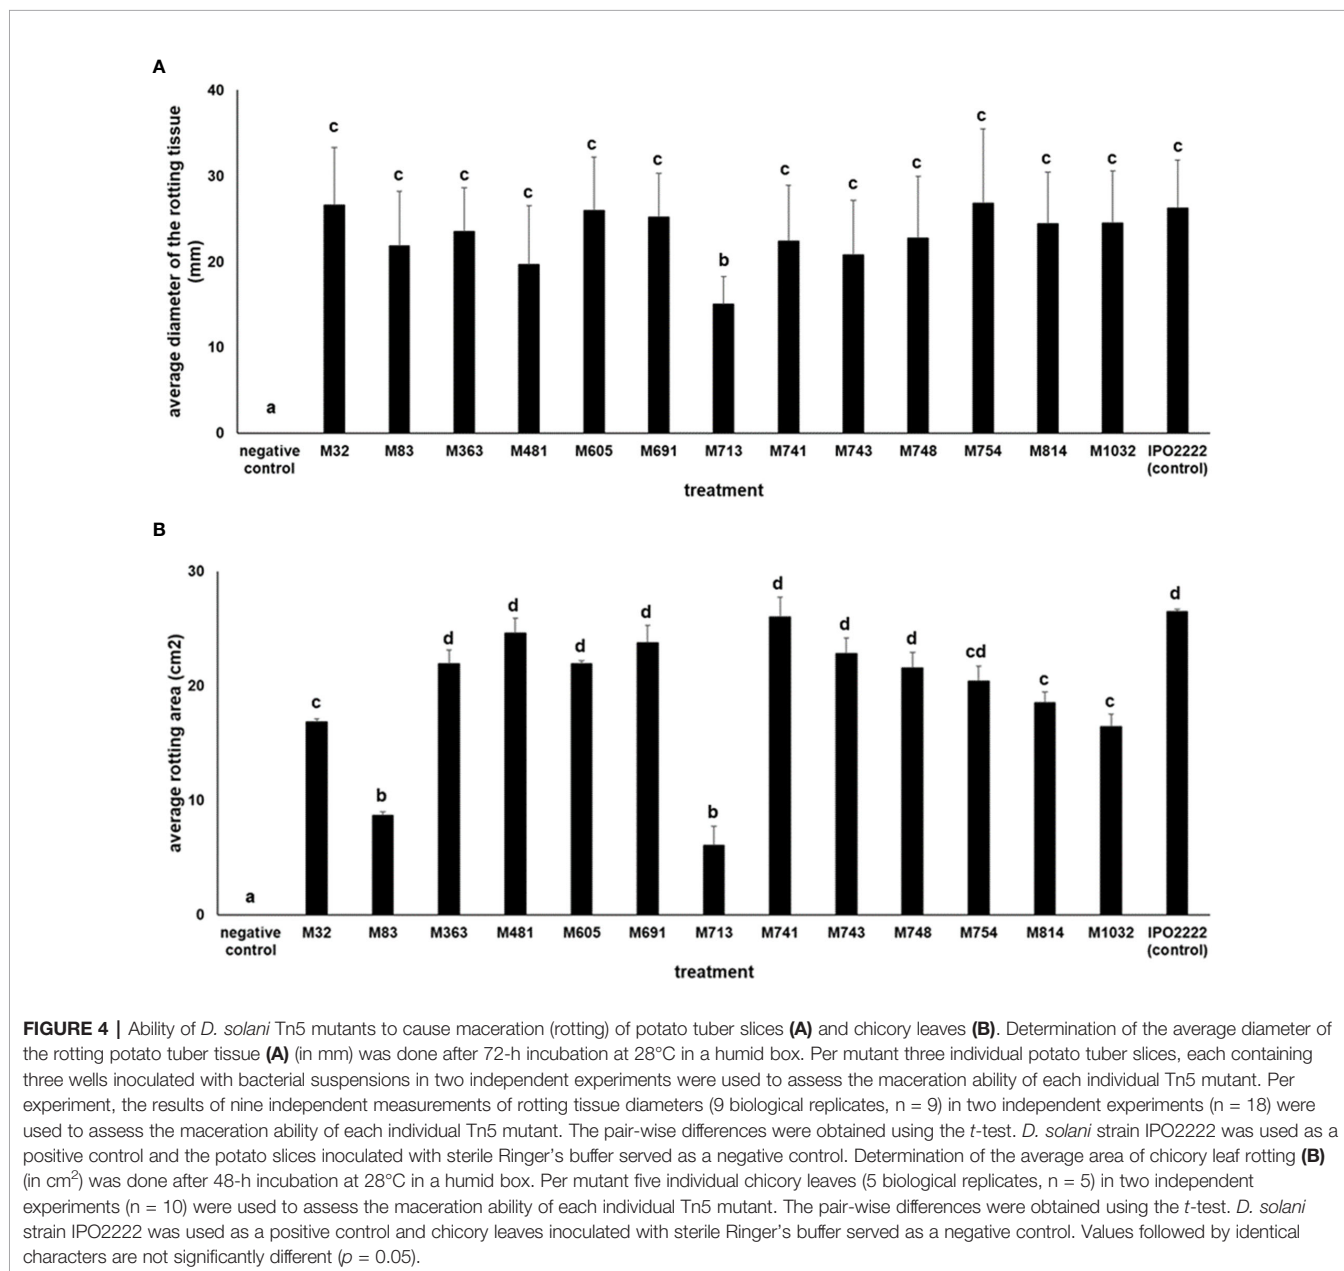 A
40
30
20
10
0
average diameter of the rotting tissue
(mm)
a
c
c
c
c
c
c
b
c
c
c
c
c
c
c
negative
control
M32
M83
M363
M481
M605
M691
M713
M741
M743
M748
M754
M814
M1032
IPO2222
(control)
treatment
B
30
20
10
0
average rotting area (cm2)
a
c
b
d
d
d
d
b
d
d
d
cd
c
c
d
negative
control
M32
M83
M363
M481
M605
M691
M713
M741
M743
M748
M754
M814
M1032
IPO2222
(control)
treatment
FIGURE 4 | Ability of D. solani Tn5 mutants to cause maceration (rotting) of potato tuber slices (A) and chicory leaves (B). Determination of the average diameter of
the rotting potato tuber tissue (A) (in mm) was done after 72-h incubation at 28°C in a humid box. Per mutant three individual potato tuber slices, each containing
three wells inoculated with bacterial suspensions in two independent experiments were used to assess the maceration ability of each individual Tn5 mutant. Per
experiment, the results of nine independent measurements of rotting tissue diameters (9 biological replicates, n = 9) in two independent experiments (n = 18) were
used to assess the maceration ability of each individual Tn5 mutant. The pair-wise differences were obtained using the t-test. D. solani strain IPO2222 was used as a
positive control and the potato slices inoculated with sterile Ringer's buffer served as a negative control. Determination of the average area of chicory leaf rotting (B)
(in cm²) was done after 48-h incubation at 28°C in a humid box. Per mutant five individual chicory leaves (5 biological replicates, n = 5) in two independent
experiments (n = 10) were used to assess the maceration ability of each individual Tn5 mutant. The pair-wise differences were obtained using the t-test. D. solani
strain IPO2222 was used as a positive control and chicory leaves inoculated with sterile Ringer's buffer served as a negative control. Values followed by identical
characters are not significantly different (p = 0.05).